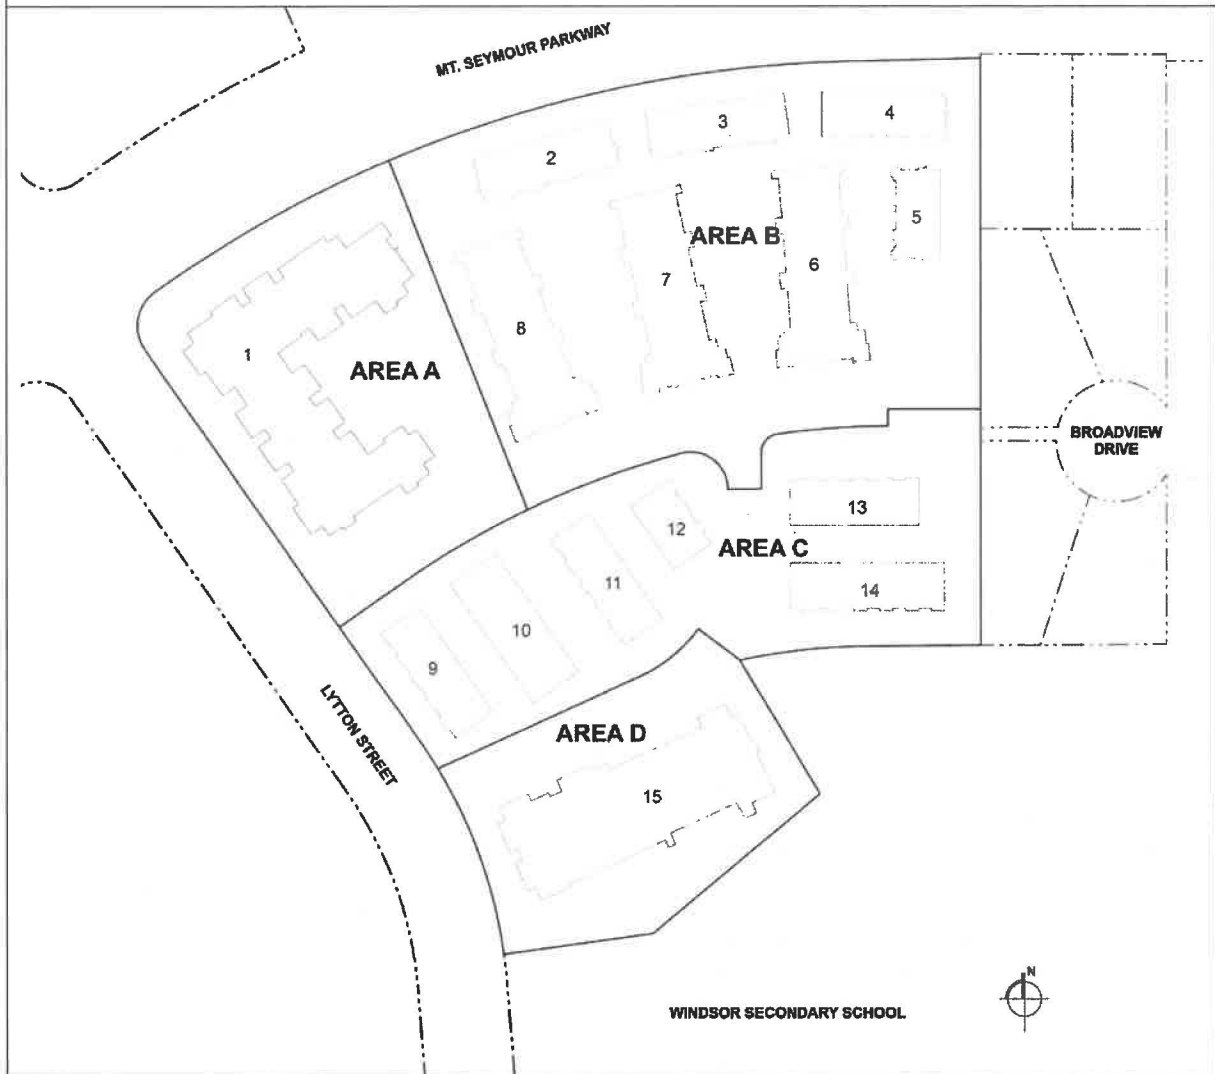 MT. SEYMOUR PARKWAY
4
3
2
5
AREA B
6
7
8
1
AREA A
BROADVIEW
DRIVE
13
12
AREA C
11
14
10
9
LYTTON STREET
AREA D
15
N
WINDSOR SECONDARY SCHOOL